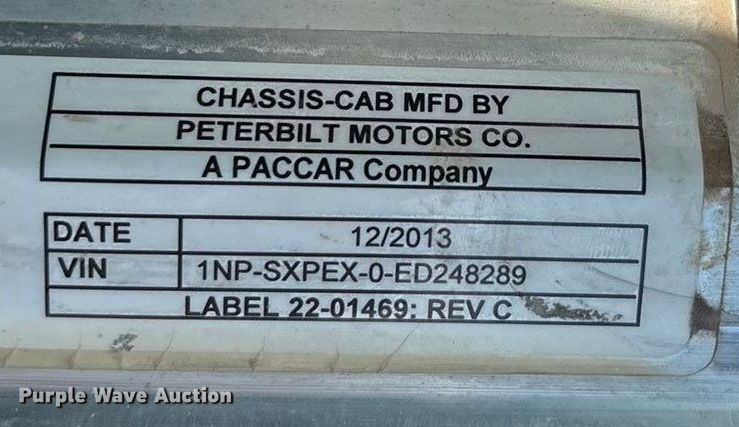 CHASSIS-CAB MFD BY
PETERBILT MOTORS CO.
A PACCAR Company
DATE 12/2013
VIN 1NP-SXPEX-0-ED248289
LABEL 22-01469: REV C
Purple Wave Auction